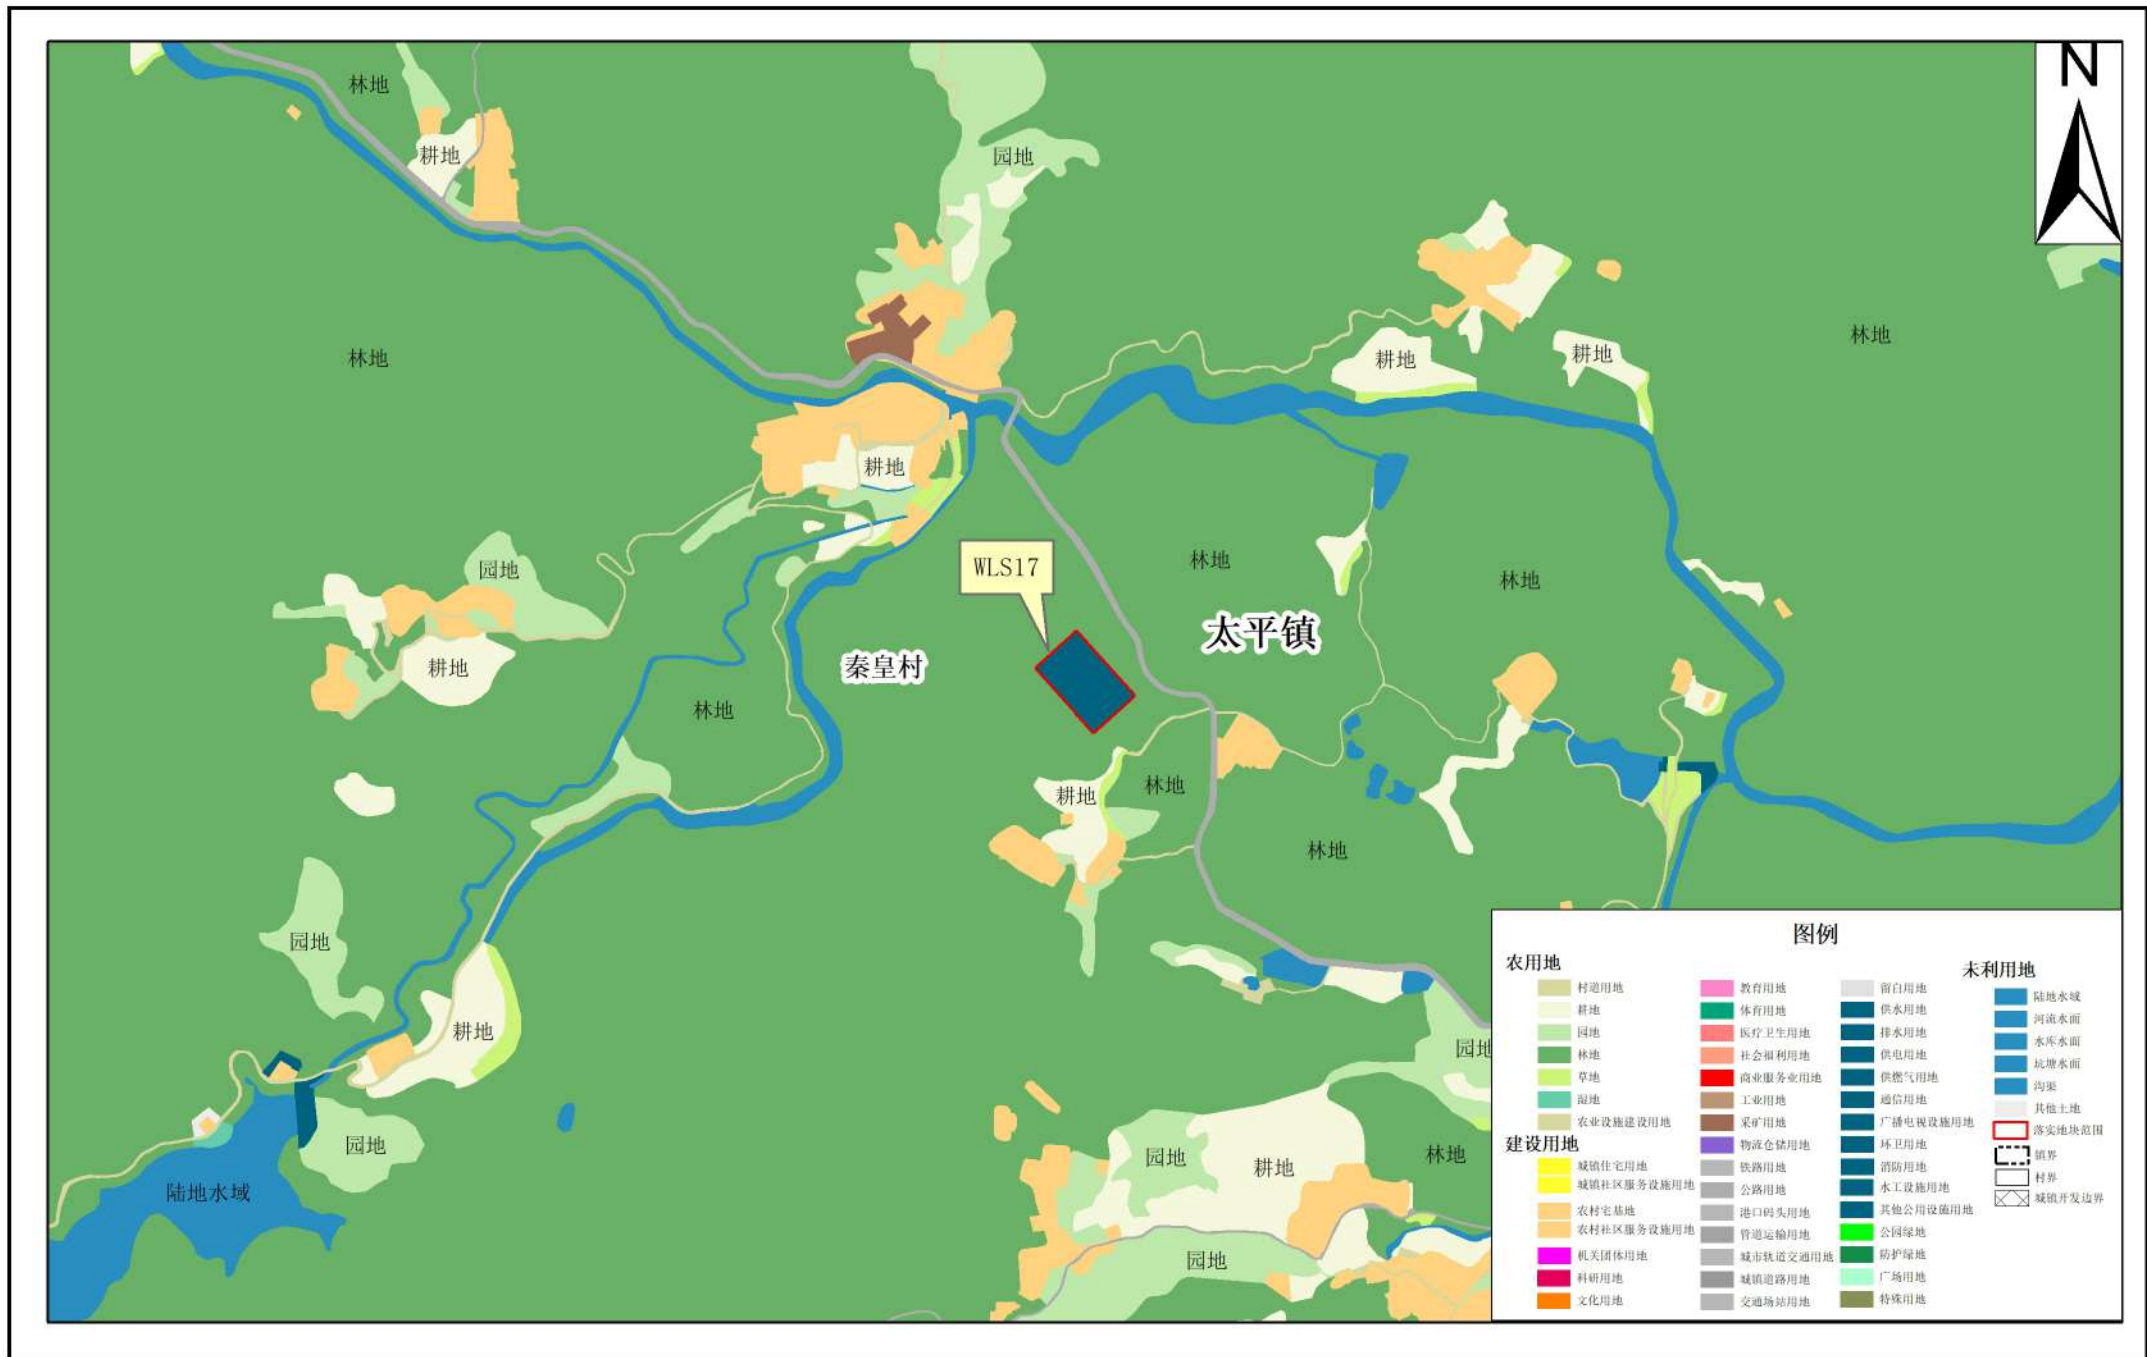 N
林地
耕地
园地
林地
林地
耕地
耕地
耕地
园地
WLS17
林地
林地
太平镇
秦皇村
耕地
林地
林地
耕地
林地
园地
耕地
园地
园地
陆地水域
园地
耕地
林地
园地
园地
图例
农用地
村道用地
耕地
园地
林地
草地
湿地
农业设施建设用地
建设用地
城镇住宅用地
城镇社区服务设施用地
农村宅基地
农村社区服务设施用地
机关团体用地
科研用地
文化用地
教育用地
体育用地
医疗卫生用地
社会福利用地
商业服务业用地
工业用地
采矿用地
物流仓储用地
铁路用地
公路用地
港口码头用地
管道运输用地
城市轨道交通用地
城镇道路用地
交通场站用地
留白用地
供水用地
排水用地
供电用地
供燃气用地
通信用地
广播电视设施用地
环卫用地
消防用地
水工设施用地
其他公用设施用地
公园绿地
防护绿地
广场用地
特殊用地
未利用地
陆地水域
河流水面
水库水面
坑塘水面
沟渠
其他土地
落实地块范围
镇界
村界
城镇开发边界